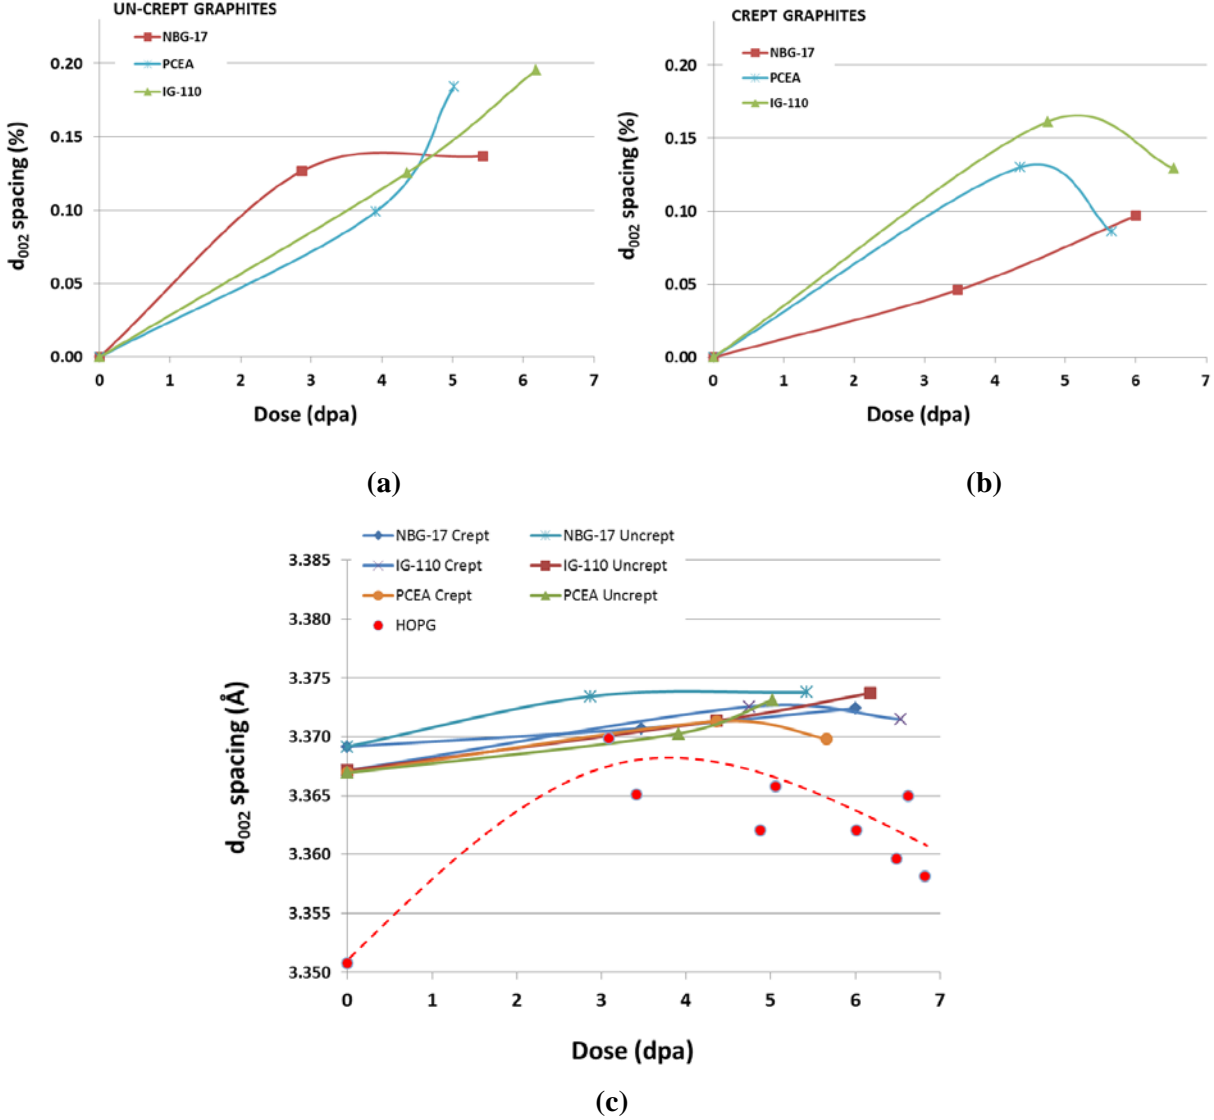 UN-CREPT GRAPHITES
NBG-17
PCEA
IG-110
0.20
0.15
0.10
0.05
0.00
d002 spacing (%)
0 1 2 3 4 5 6 7
Dose (dpa)
(a)
CREPT GRAPHITES
NBG-17
PCEA
IG-110
0.20
0.15
0.10
0.05
0.00
d002 spacing (%)
0 1 2 3 4 5 6 7
Dose (dpa)
(b)
NBG-17 Crept NBG-17 Uncrept
IG-110 Crept IG-110 Uncrept
PCEA Crept PCEA Uncrept
HOPG
3.385
3.380
3.375
3.370
3.365
3.360
3.355
3.350
d002 spacing (Å)
0 1 2 3 4 5 6 7
Dose (dpa)
(c)